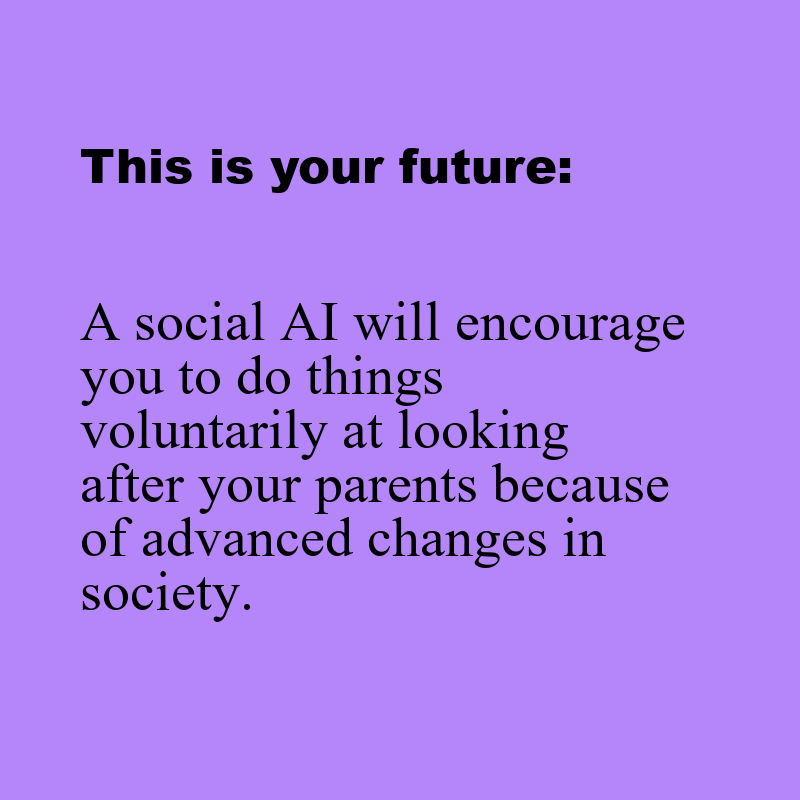 This is your future:
A social AI will encourage
you to do things
voluntarily at looking
after your parents because
of advanced changes in
society.